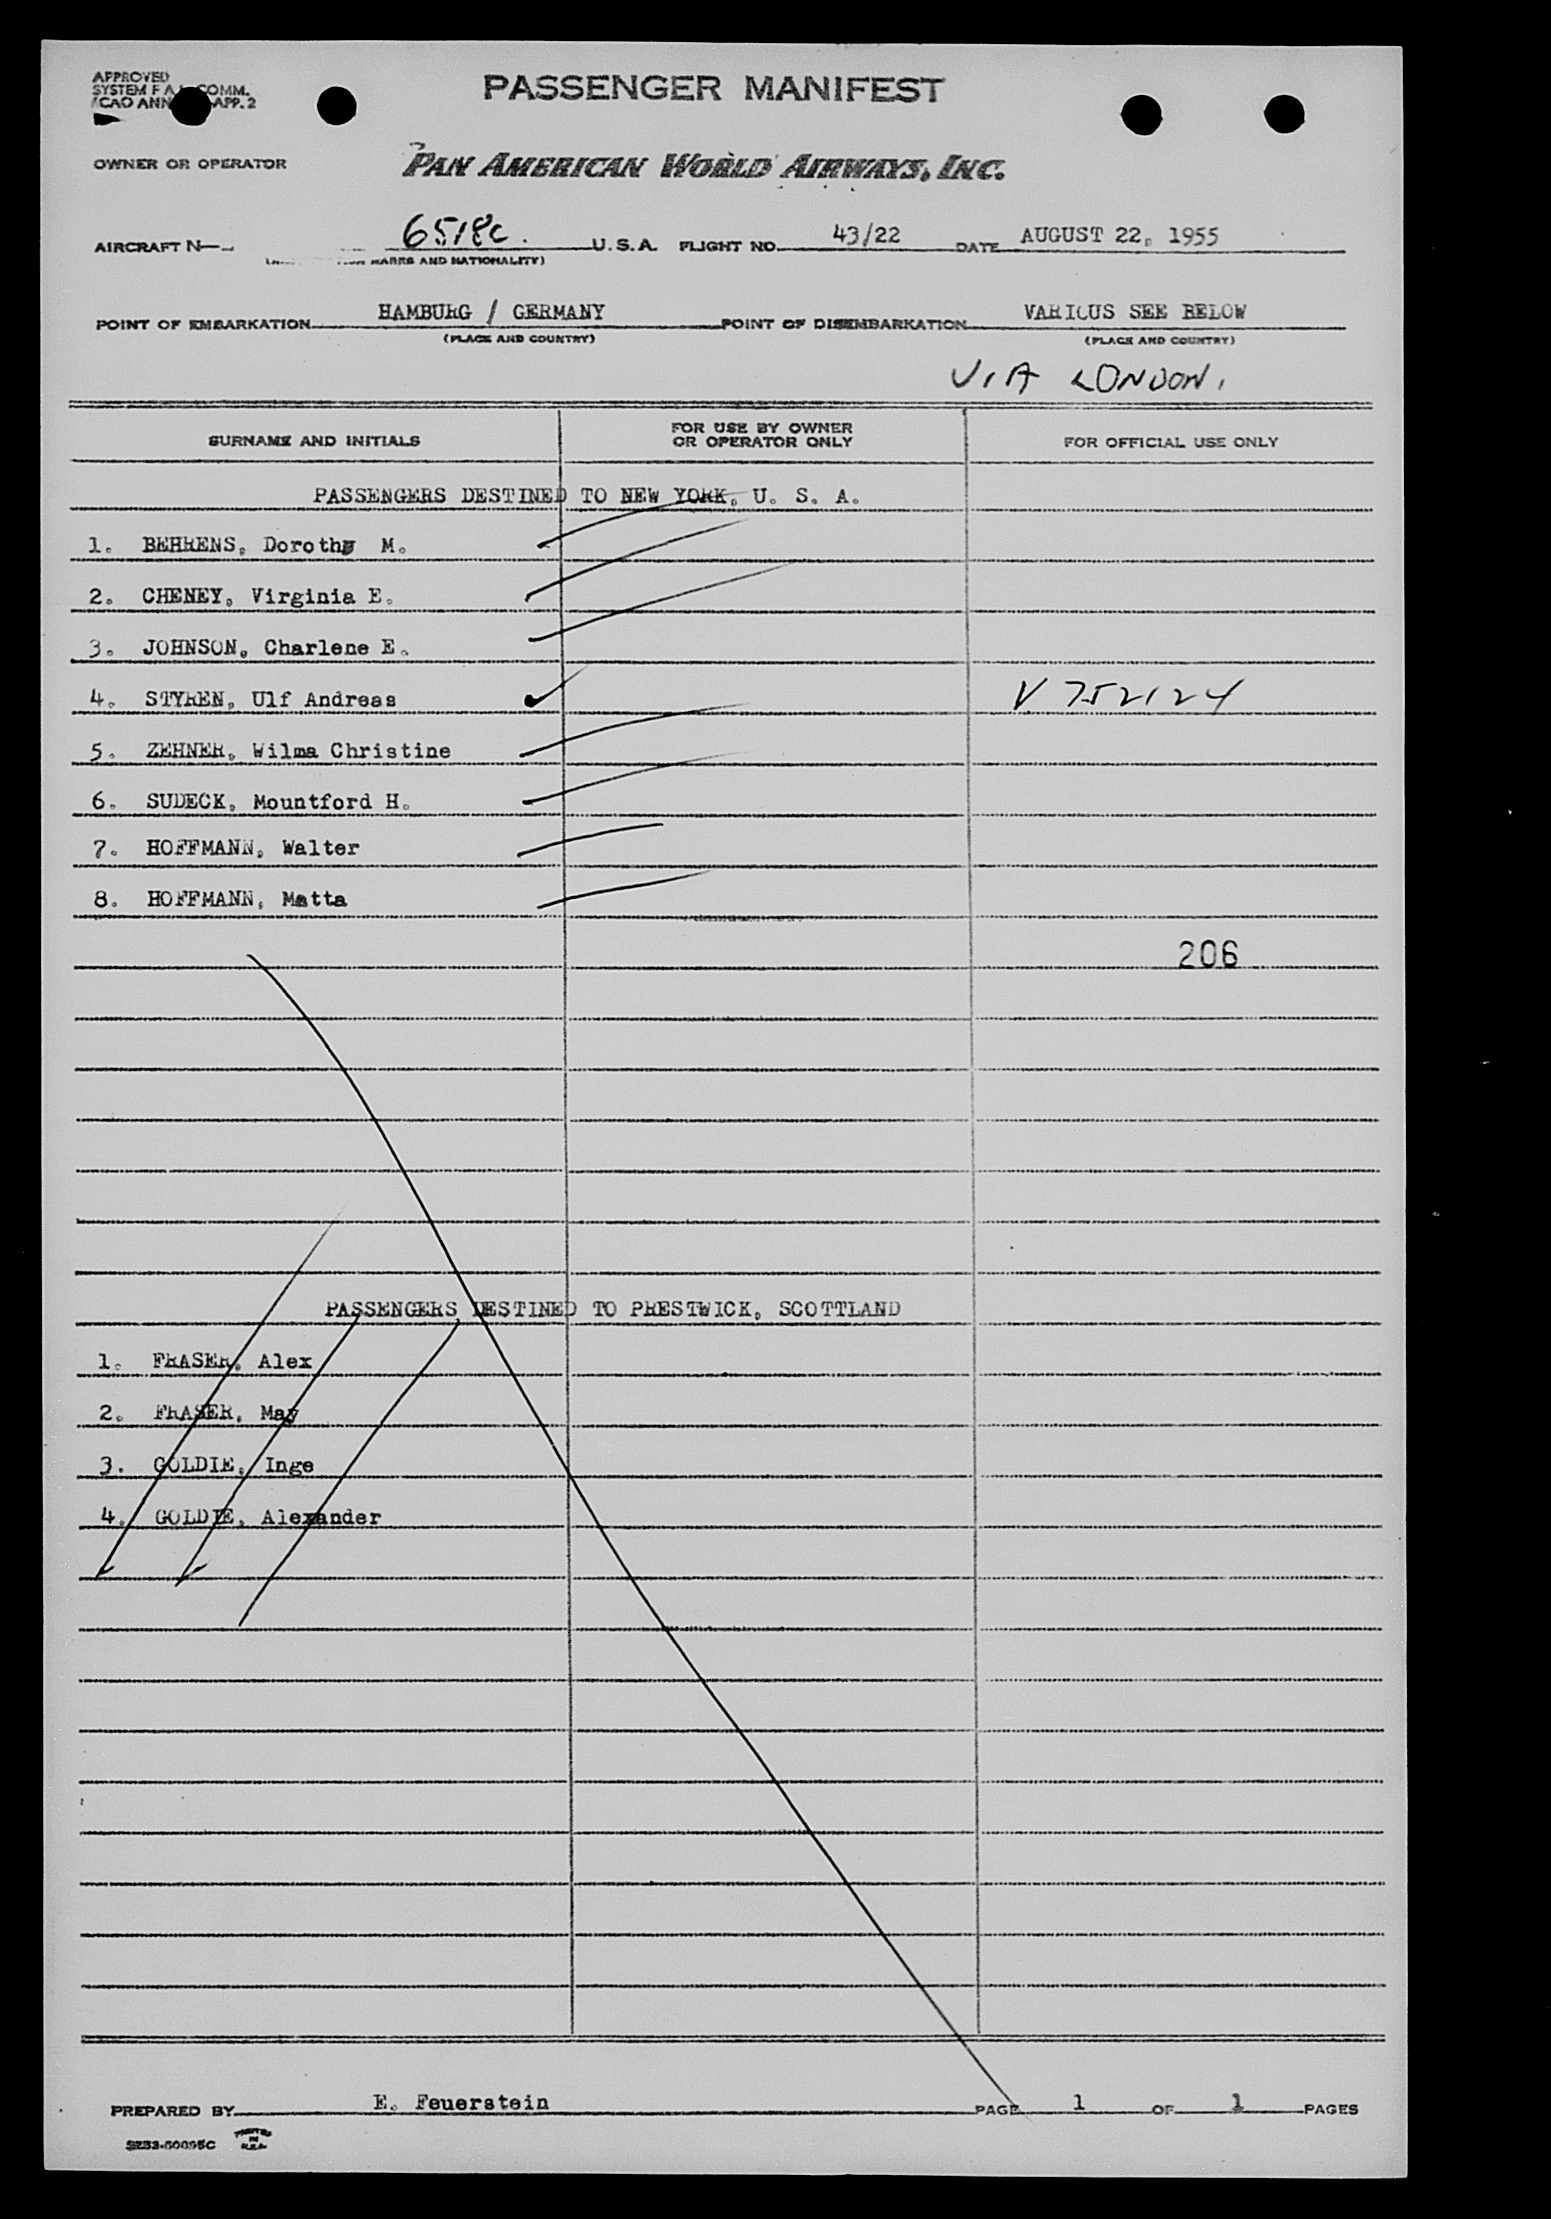 APPROVED
SYSTEM F A COMM.
ICAO ANN APP. 2
PASSENGER MANIFEST
OWNER OR OPERATOR
PAN AMERICAN WORLD AIRWAYS, INC.
AIRCRAFT N— 6518c. U.S.A. FLIGHT NO. 43/22 DATE AUGUST 22, 1955
MARKS AND NATIONALITY)
POINT OF EMBARKATION HAMBURG / GERMANY POINT OF DISEMBARKATION VARIOUS SEE BELOW
(PLACE AND COUNTRY) (PLACE AND COUNTRY)
VIA LONDON.
SURNAME AND INITIALS
FOR USE BY OWNER
OR OPERATOR ONLY
FOR OFFICIAL USE ONLY
PASSENGERS DESTINED TO NEW YORK, U. S. A.
1. BEHRENS, Dorothy M.
2. CHENEY, Virginia E.
3. JOHNSON, Charlene E.
4. STYREN, Ulf Andreas V 752124
5. ZEHNER, Wilma Christine
6. SUDECK, Mountford H.
7. HOFFMANN, Walter
8. HOFFMANN, Matta
206
PASSENGERS DESTINED TO PRESTWICK, SCOTTLAND
1. FRASER, Alex
2. FRASER, May
3. GOLDIE, Inge
4. GOLDIE, Alexander
PREPARED BY E. Feuerstein PAGE 1 OF 1 PAGES
PRINTED
IN
U.S.A.